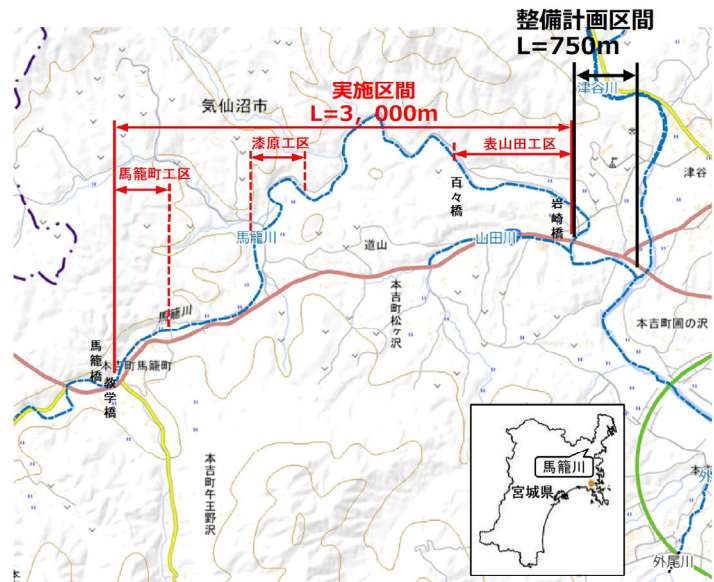 整備計画区間
L=750m
津谷川
気仙沼市
実施区間
L=3，000m
漆原工区
表山田工区
馬籠町工区
津谷
百々橋
岩崎橋
馬籠川
道山
山田川
馬籠川
本吉町松ヶ沢
本吉町圃の沢
馬籠橋
本吉町馬籠町
教学橋
本吉町午王野沢
馬籠川
宮城県
外尾川